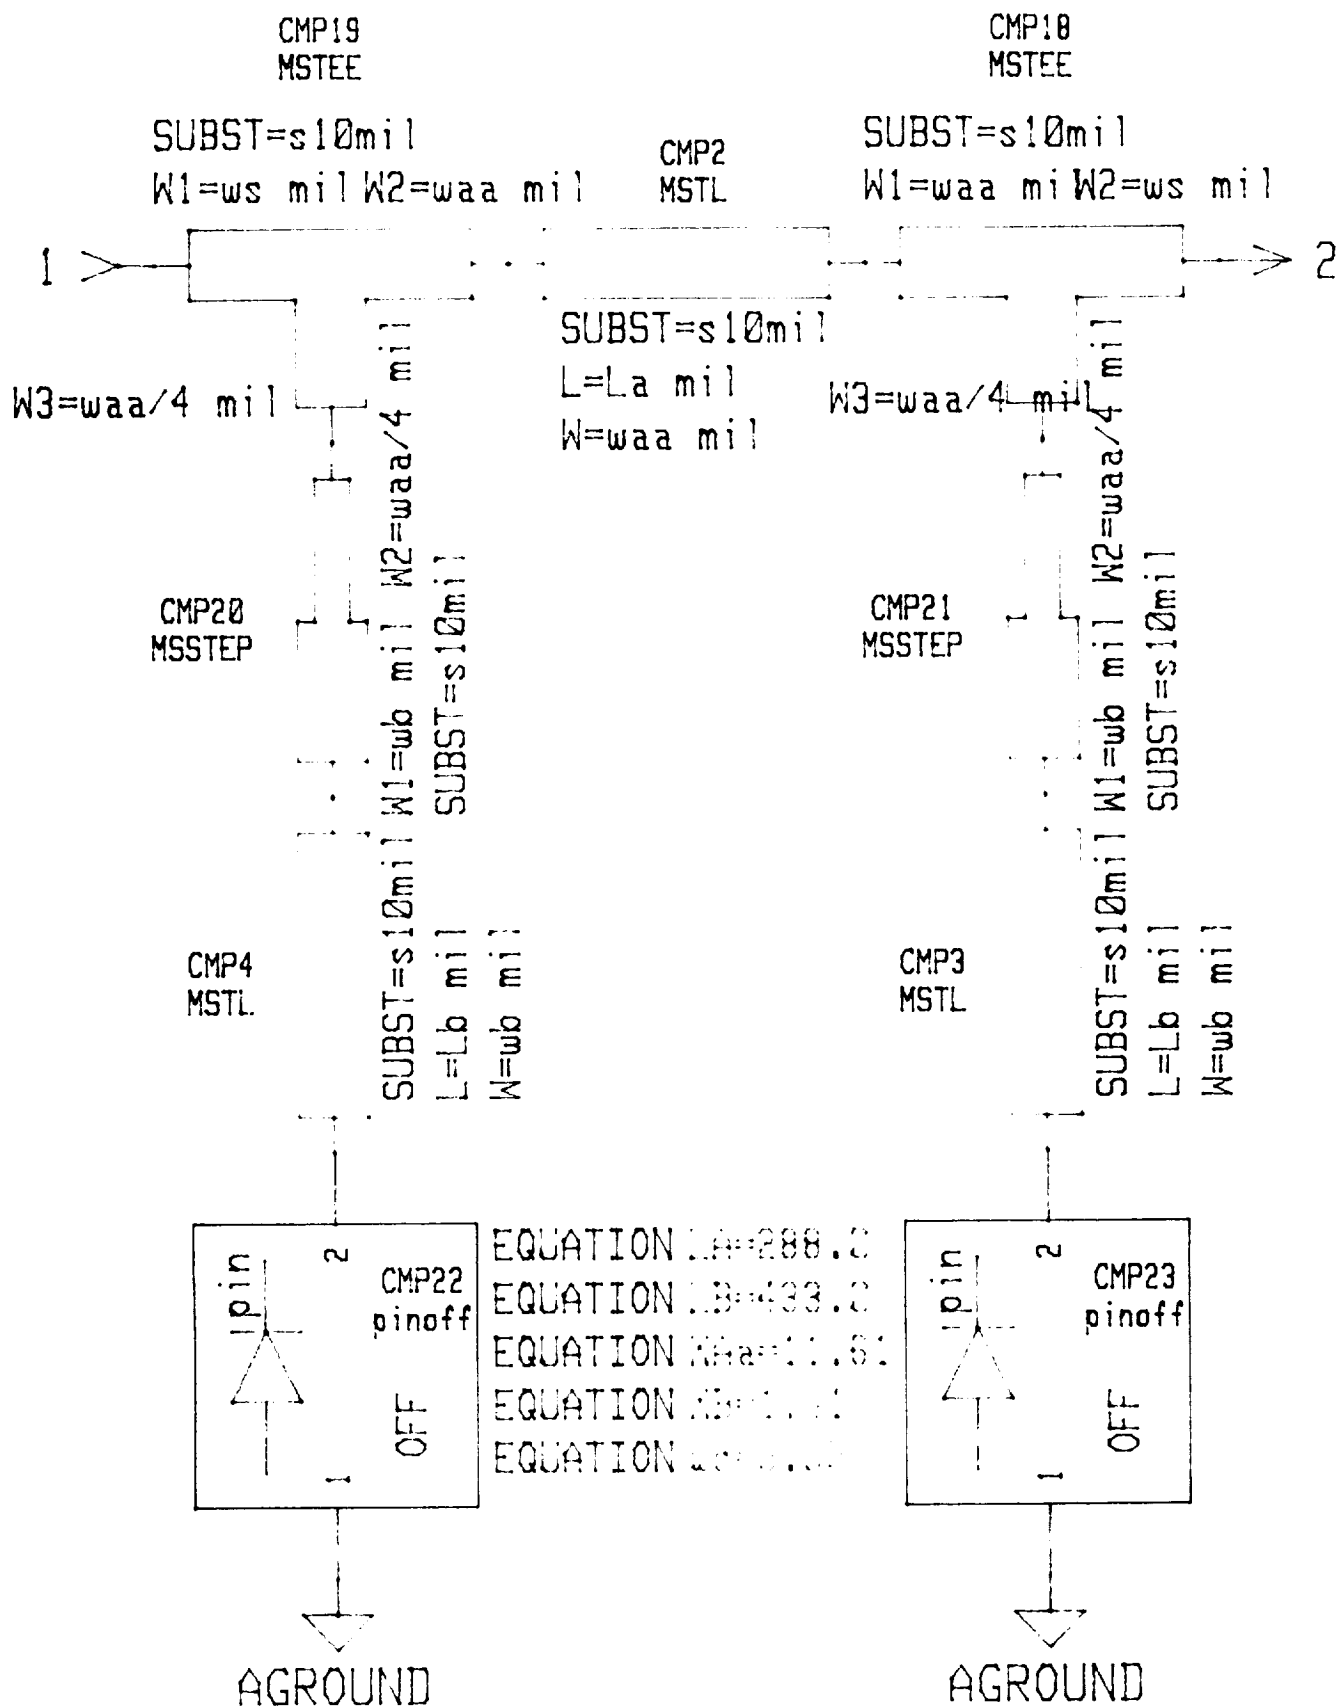 CMP19
MSTEE
SUBST=s10mil
W1=ws mil W2=waa mil
CMP2
MSTL
CMP18
MSTEE
SUBST=s10mil
W1=waa mil W2=ws mil
1
2
SUBST=s10mil
L=La mil
W=waa mil
W3=waa/4 mil
W3=waa/4 mil
CMP20
MSSTEP
W1=wb mil W2=waa/4 mil
SUBST=s10mil
CMP21
MSSTEP
W1=wb mil W2=waa/4 mil
SUBST=s10mil
CMP4
MSTL
SUBST=s10mil
L=Lb mil
W=wb mil
CMP3
MSTL
SUBST=s10mil
L=Lb mil
W=wb mil
pin
2
CMP22
pinoff
OFF
1
EQUATION
EQUATION
EQUATION
EQUATION
EQUATION
pin
2
CMP23
pinoff
OFF
1
AGROUND
AGROUND